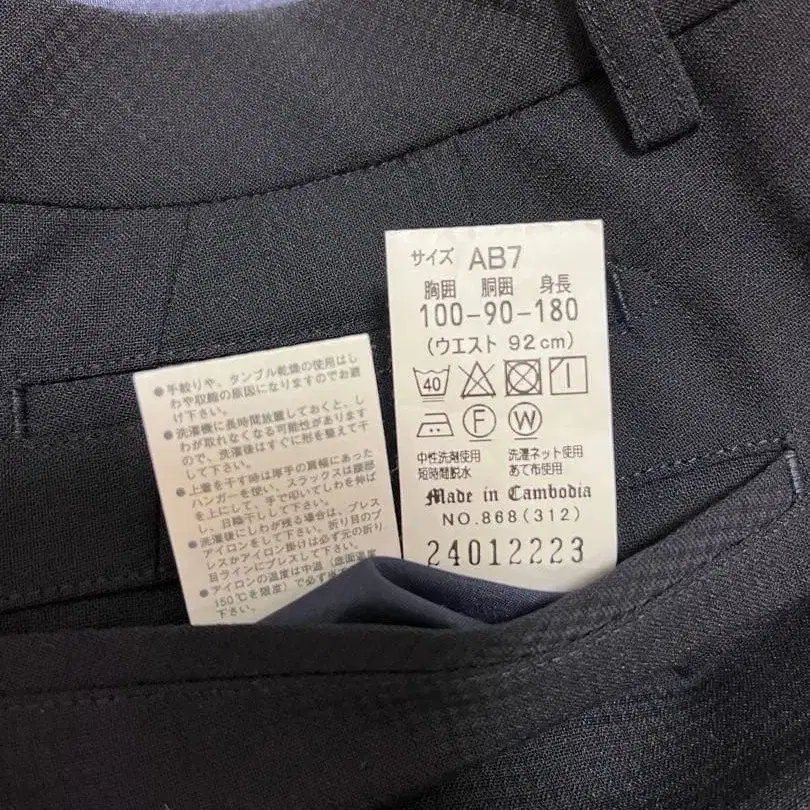 ● 手絞りや、タンブル乾燥の使用はし
わや収縮の原因になりますのでお避
け下さい。
● 洗濯機に長時間放置しておくと、し
わが取れなくなる可能性があります
ので、洗濯後はすぐに形を整えて干
して下さい。
● 上着を干す時は厚手の肩幅にあった
ハンガーを使い、スラックスは腰部
を上にして、手で叩いてしわを伸ば
し、日陰干しして下さい。
● 洗濯後にしわが残る場合は、プレス
アイロンをして下さい。折り目のプ
レスかアイロン掛けは必ず元の折り
目ラインにプレスして下さい。
● アイロンの温度は中温(底面温度
150℃を限度)で必ず
下さい。
サイズ AB7
胸囲 胴囲 身長
100-90-180
(ウエスト 92cm)
40
F W
中性洗剤使用 洗濯ネット使用
短時間脱水 あて布使用
Made in Cambodia
NO.868(312)
24012223